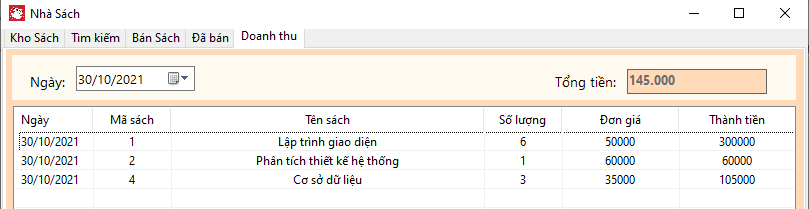 Nhà Sách
Kho Sách Tìm kiếm Bán Sách Đã bán Doanh thu
Ngày: 30/10/2021 Tổng tiền: 145.000
Ngày Mã sách Tên sách Số lượng Đơn giá Thành tiền
30/10/2021 1 Lập trình giao diện 6 50000 300000
30/10/2021 2 Phân tích thiết kế hệ thống 1 60000 60000
30/10/2021 4 Cơ sở dữ liệu 3 35000 105000